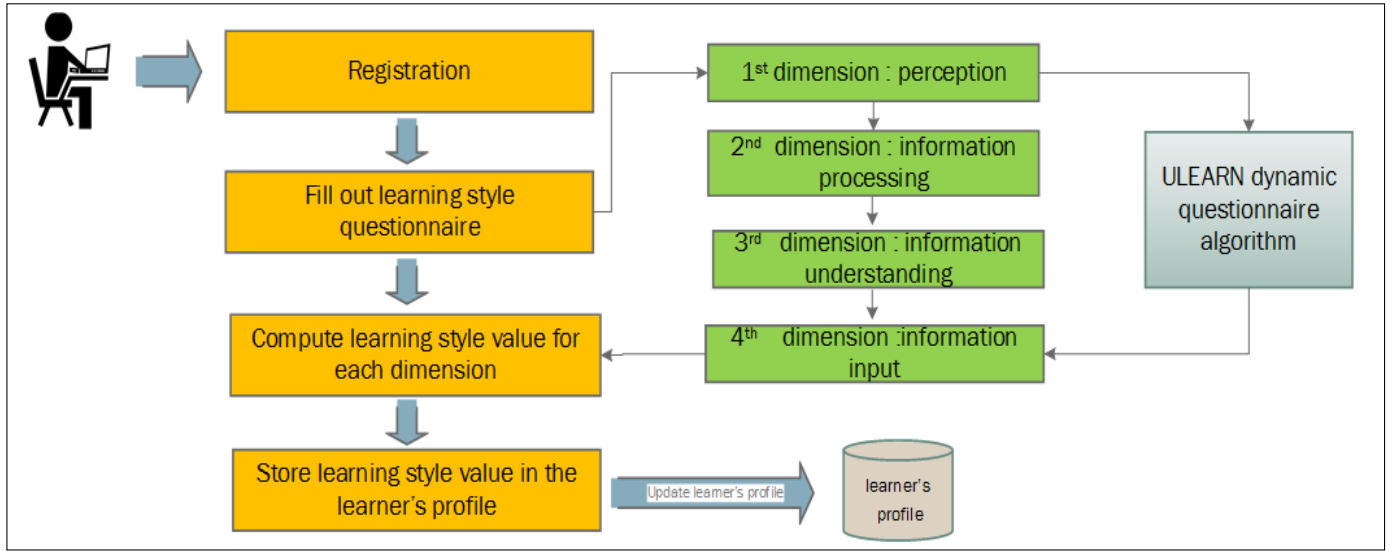 Registration
Fill out learning style
questionnaire
Compute learning style value for
each dimension
Store learning style value in the
learner's profile
1st dimension : perception
2nd dimension : information
processing
3rd dimension : information
understanding
4th dimension :information
input
ULEARN dynamic
questionnaire
algorithm
Update learner's profile
learner's
profile